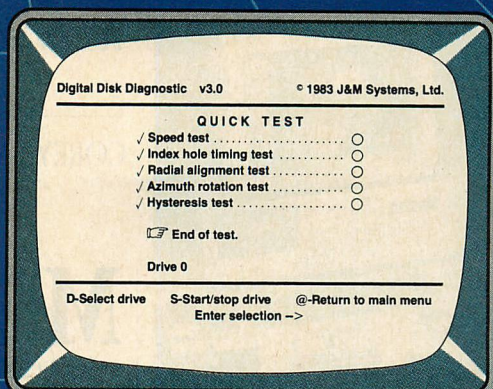 Digital Disk Diagnostic v3.0 © 1983 J&M Systems, Ltd.
QUICK TEST
✓ Speed test ...................... ○
✓ Index hole timing test ............ ○
✓ Radial alignment test ............. ○
✓ Azimuth rotation test ............. ○
✓ Hysteresis test ................... ○
☞ End of test.
Drive 0
D-Select drive S-Start/stop drive @-Return to main menu
Enter selection –>